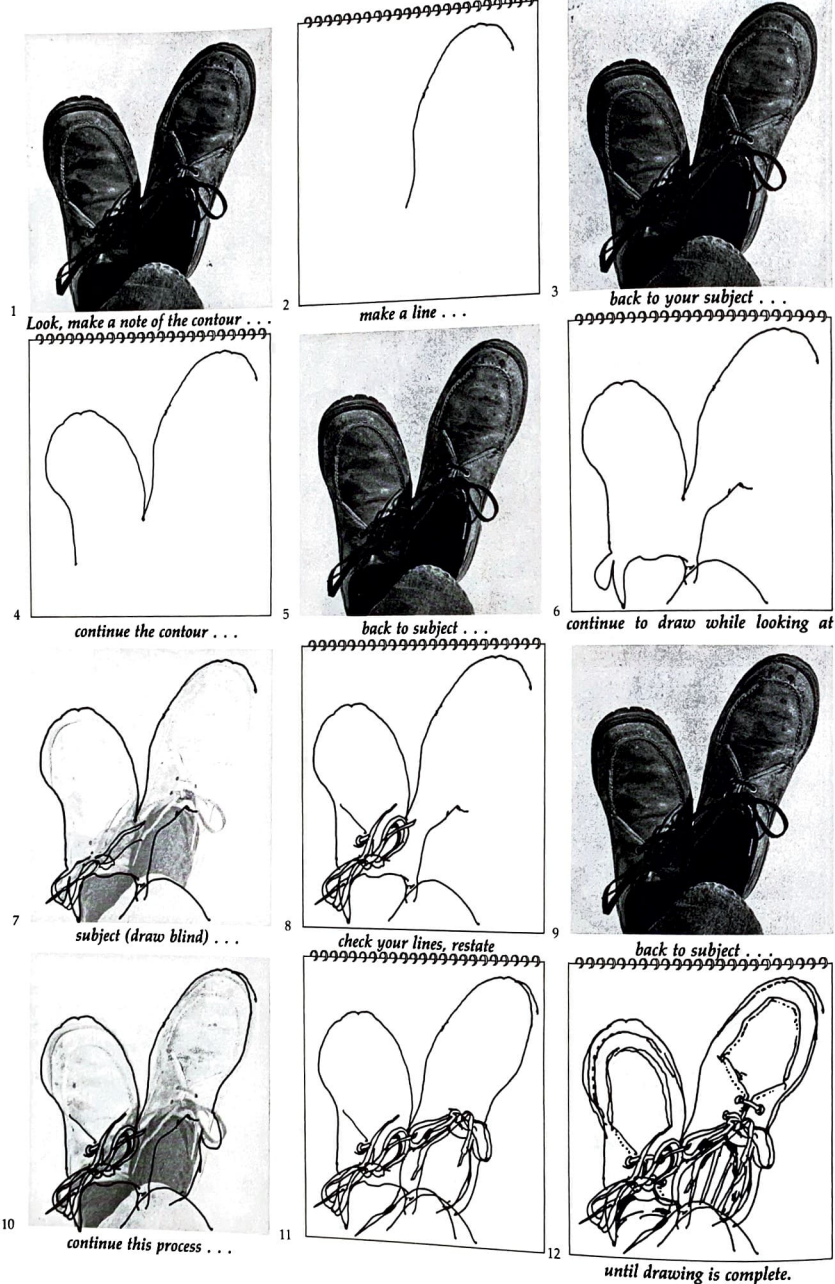 1
Look, make a note of the contour . . .
2
make a line . . .
3
back to your subject . . .
4
continue the contour . . .
5
back to subject . . .
6
continue to draw while looking at
7
subject (draw blind) . . .
8
check your lines, restate
9
back to subject . . .
10
continue this process . . .
11
12
until drawing is complete.